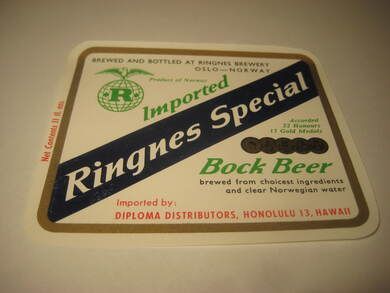 BREWED AND BOTTLED AT RINGNES BREWERY
OSLO—NORWAY
Product of Norway
R
Imported
Ringnes Special
Accorded
22 Honours
13 Gold Medals
Bock Beer
brewed from choicest ingredients
and clear Norwegian water
Imported by:
DIPLOMA DISTRIBUTORS, HONOLULU 13, HAWAII
Net Contents 11 fl. ozs.